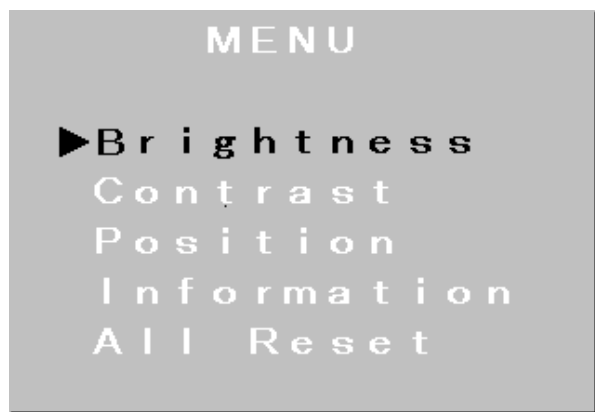 MENU
▶Brightness
Contrast
Position
Information
All Reset